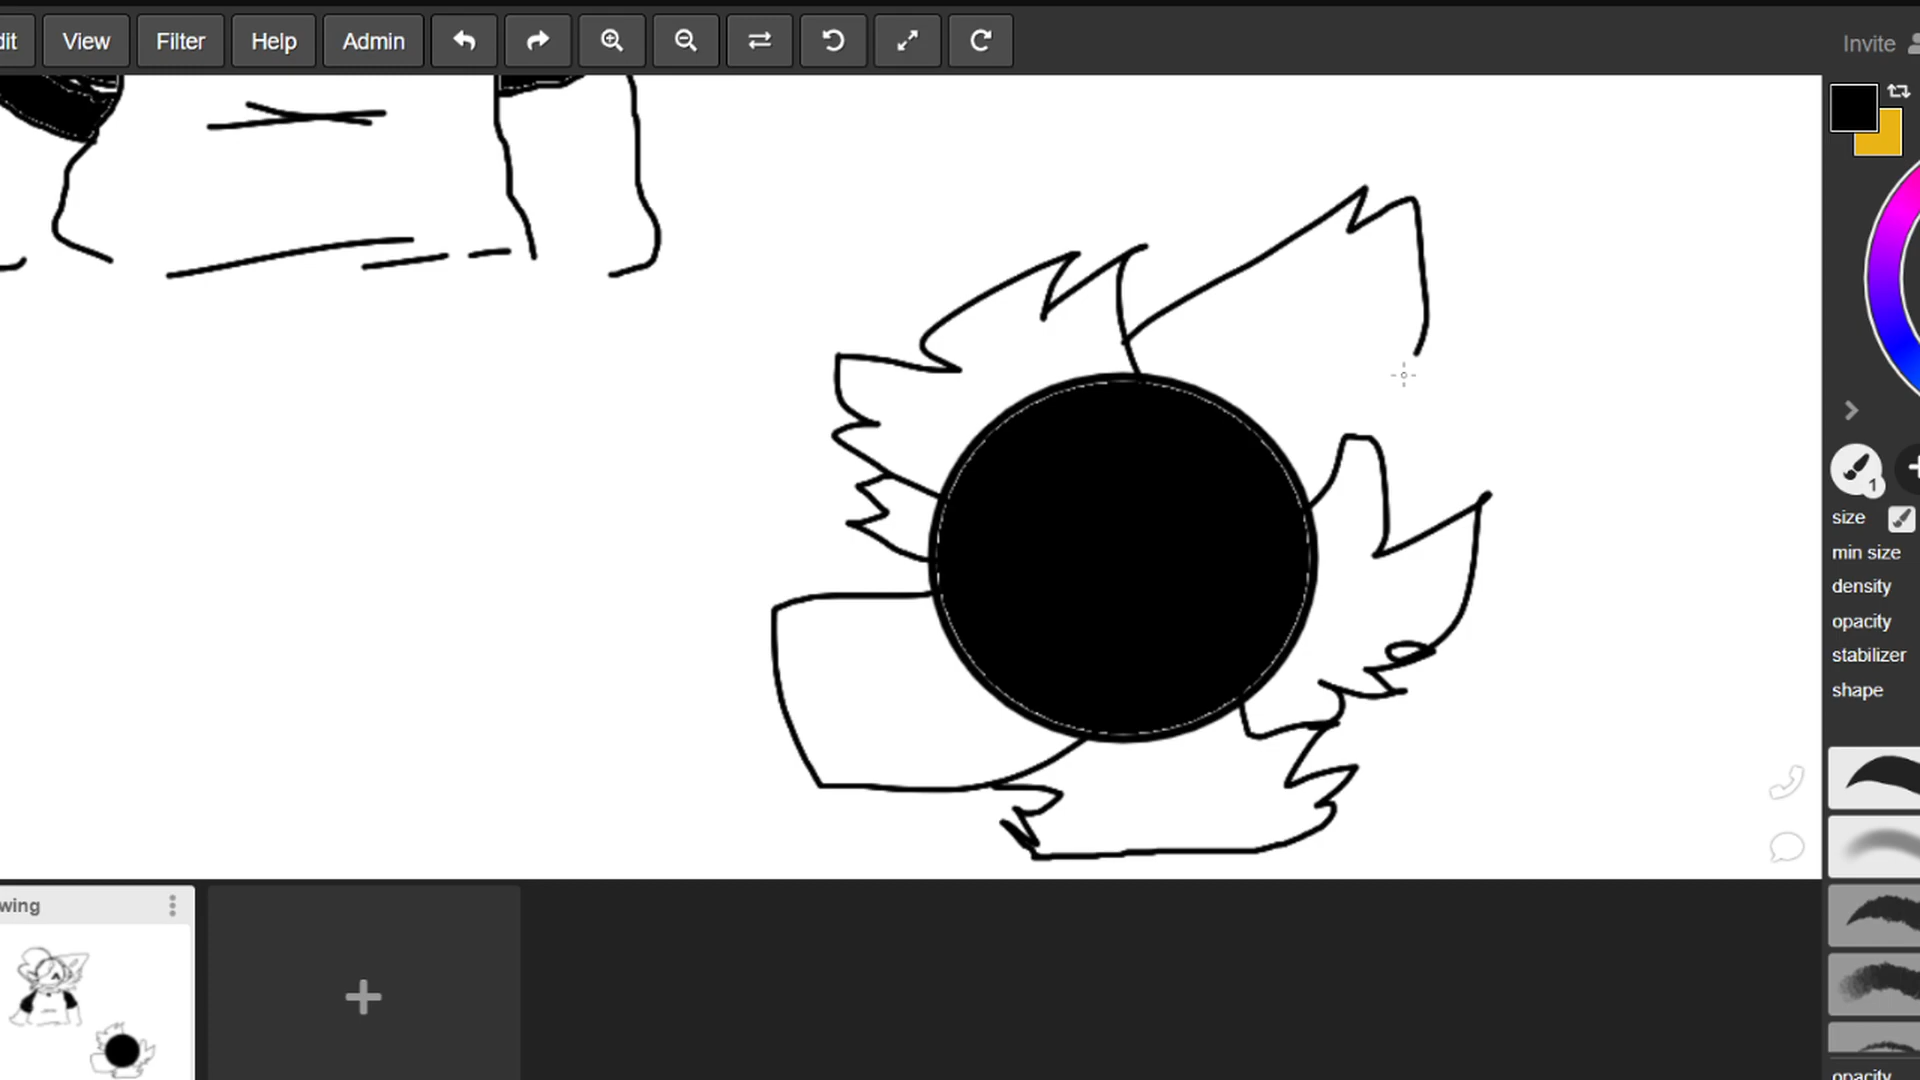 dit View Filter Help Admin
Invite
1
size
min size
density
opacity
stabilizer
shape
wing
opacity